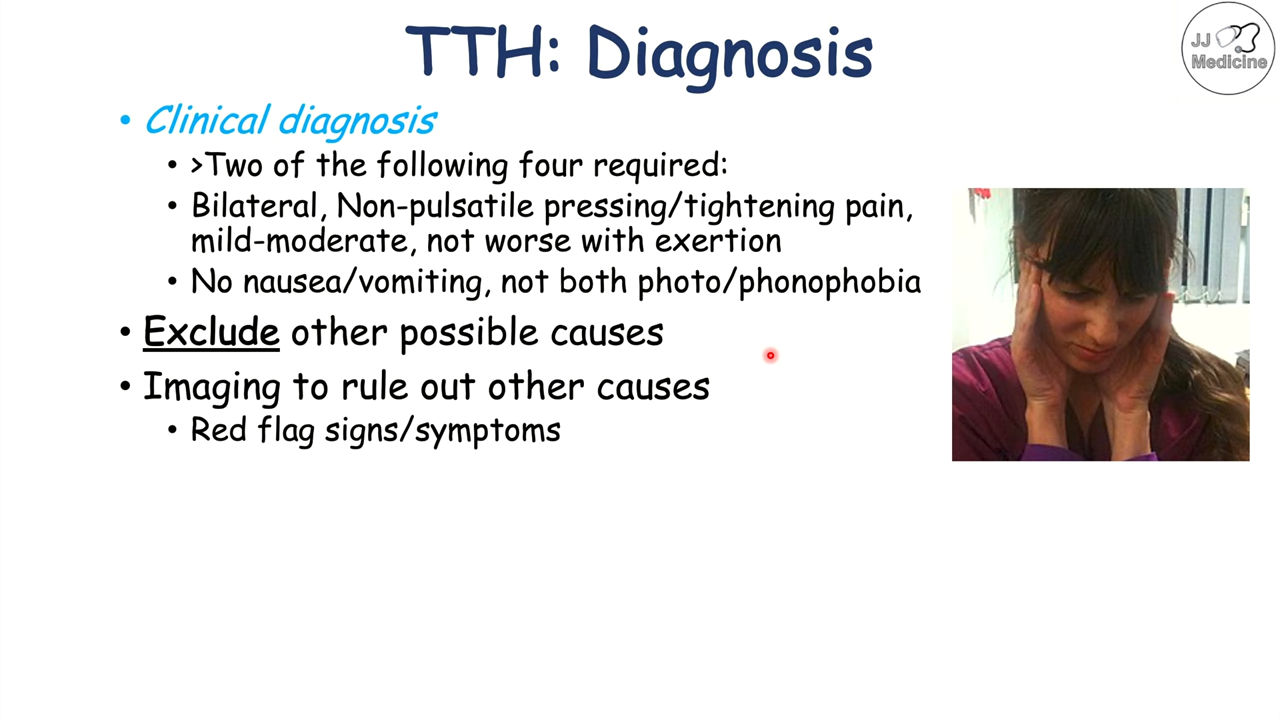 TTH: Diagnosis
JJ
Medicine
• Clinical diagnosis
• >Two of the following four required:
• Bilateral, Non-pulsatile pressing/tightening pain,
mild-moderate, not worse with exertion
• No nausea/vomiting, not both photo/phonophobia
• Exclude other possible causes
• Imaging to rule out other causes
• Red flag signs/symptoms